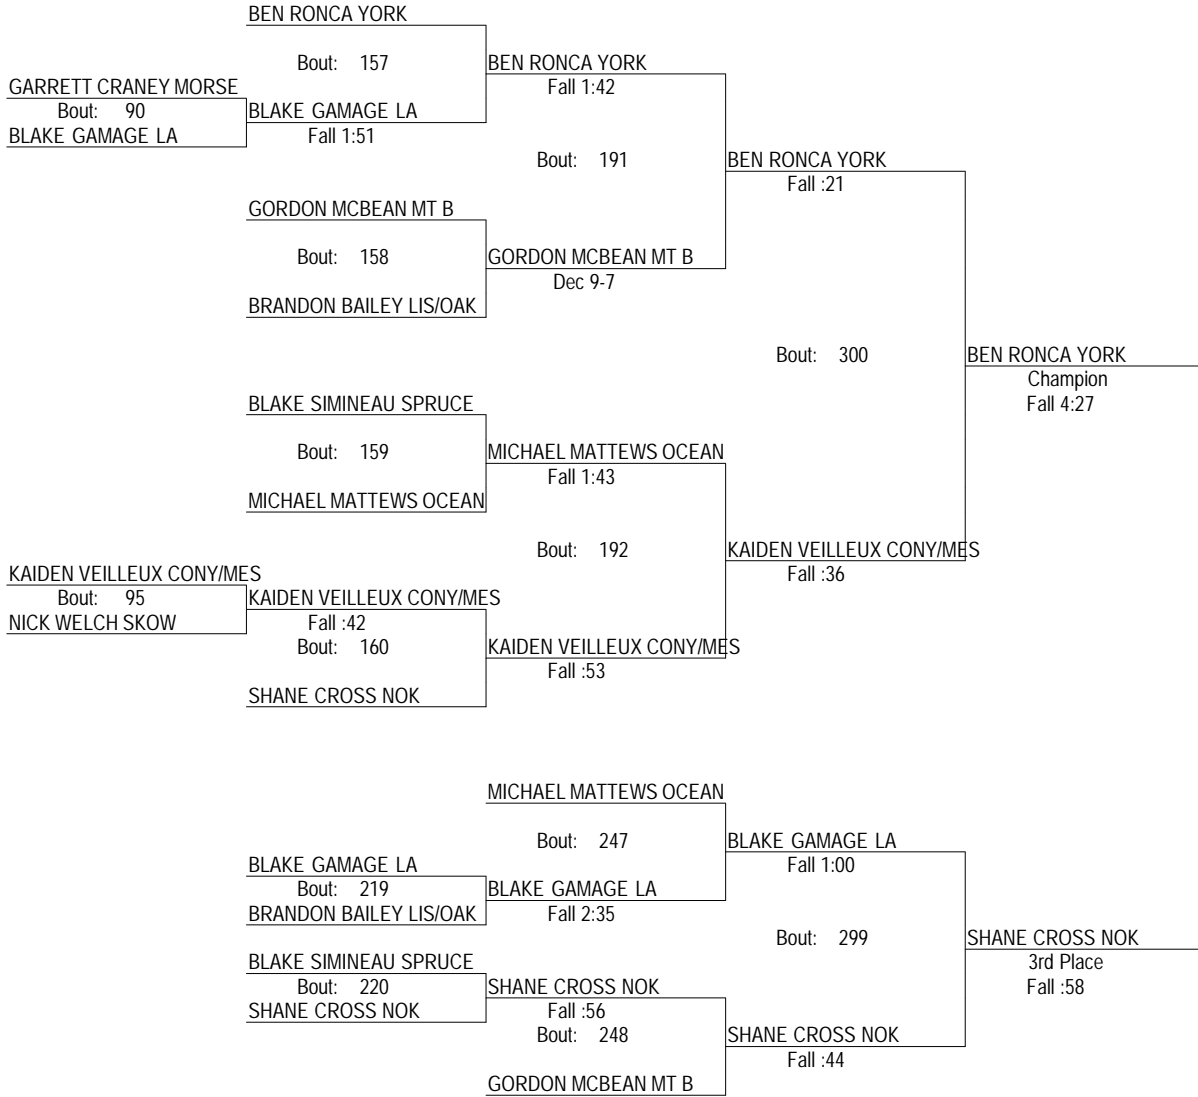 BEN RONCA YORK
Bout: 157
BEN RONCA YORK
Fall 1:42
GARRETT CRANEY MORSE
Bout: 90
BLAKE GAMAGE LA
BLAKE GAMAGE LA
Fall 1:51
Bout: 191
BEN RONCA YORK
Fall :21
GORDON MCBEAN MT B
Bout: 158
GORDON MCBEAN MT B
Dec 9-7
BRANDON BAILEY LIS/OAK
Bout: 300
BEN RONCA YORK
Champion
Fall 4:27
BLAKE SIMINEAU SPRUCE
Bout: 159
MICHAEL MATTEWS OCEAN
Fall 1:43
MICHAEL MATTEWS OCEAN
Bout: 192
KAIDEN VEILLEUX CONY/MES
Fall :36
KAIDEN VEILLEUX CONY/MES
Bout: 95
NICK WELCH SKOW
KAIDEN VEILLEUX CONY/MES
Fall :42
Bout: 160
KAIDEN VEILLEUX CONY/MES
Fall :53
SHANE CROSS NOK
MICHAEL MATTEWS OCEAN
Bout: 247
BLAKE GAMAGE LA
Fall 1:00
BLAKE GAMAGE LA
Bout: 219
BRANDON BAILEY LIS/OAK
BLAKE GAMAGE LA
Fall 2:35
Bout: 299
SHANE CROSS NOK
3rd Place
Fall :58
BLAKE SIMINEAU SPRUCE
Bout: 220
SHANE CROSS NOK
SHANE CROSS NOK
Fall :56
Bout: 248
SHANE CROSS NOK
Fall :44
GORDON MCBEAN MT B